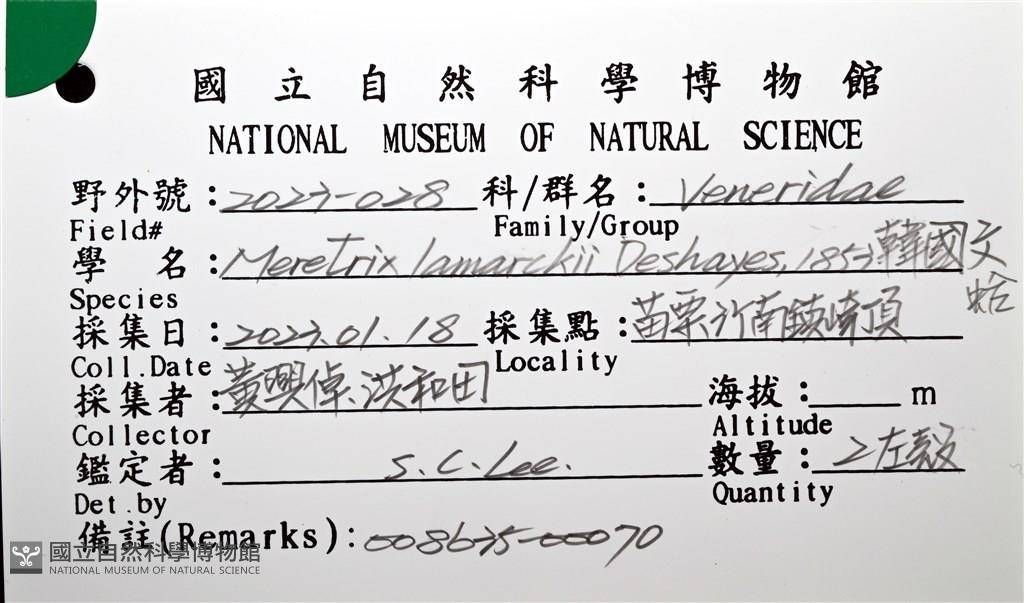 國立自然科學博物館
NATIONAL MUSEUM OF NATURAL SCIENCE
野外號：2023-028 科/群名：Veneridae
Field# Family/Group
學 名：Meretrix lamarckii Deshayes, 1853 韓國文蛤
Species
採集日：2023.01.18 採集點：苗栗竹南鎮崎頂
Coll.Date Locality
採集者：黃興倬、洪和田 海拔： m
Collector Altitude
鑑定者：S.C.Lee. 數量：2左殼
Det.by Quantity
備註(Remarks):008635-00070
國立自然科學博物館
NATIONAL MUSEUM OF NATURAL SCIENCE